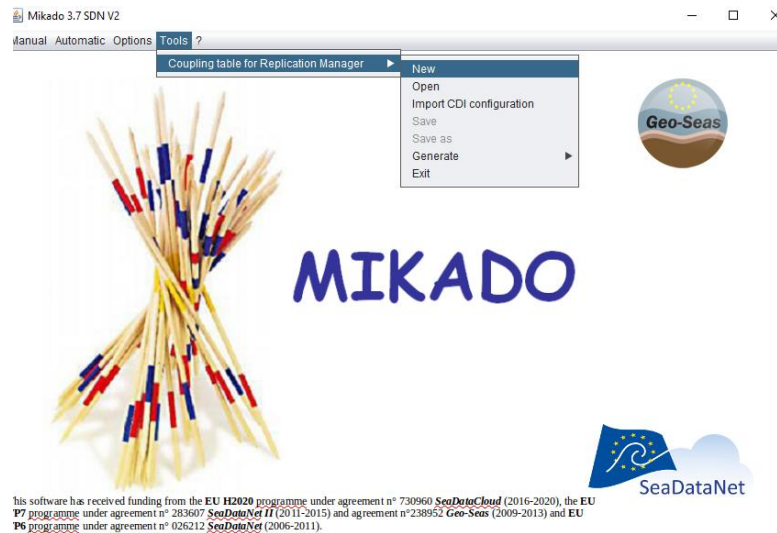 Mikado 3.7 SDN V2
Manual Automatic Options Tools ?
Coupling table for Replication Manager
New
Open
Import CDI configuration
Save
Save as
Generate
Exit
Geo-Seas
MIKADO
SeaDataNet
his software has received funding from the EU H2020 programme under agreement n° 730960 SeaDataCloud (2016-2020), the EU
P7 programme under agreement n° 283607 SeaDataNet II (2011-2015) and agreement n°238952 Geo-Seas (2009-2013) and EU
P6 programme under agreement n° 026212 SeaDataNet (2006-2011).